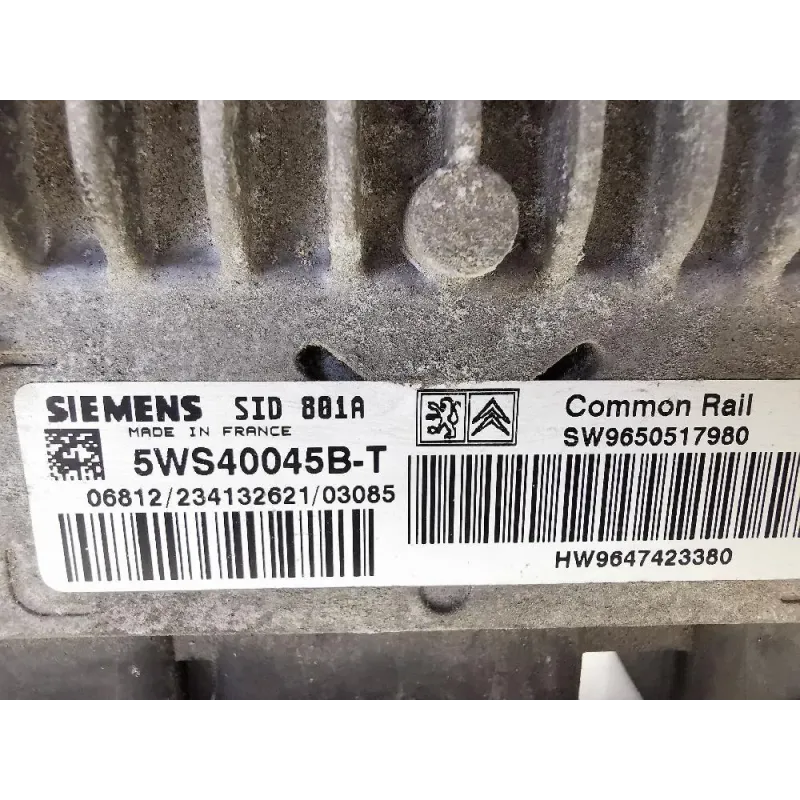 SIEMENS SID 801A
MADE IN FRANCE
5WS40045B-T
06812/234132621/03085
Common Rail
SW9650517980
HW9647423380